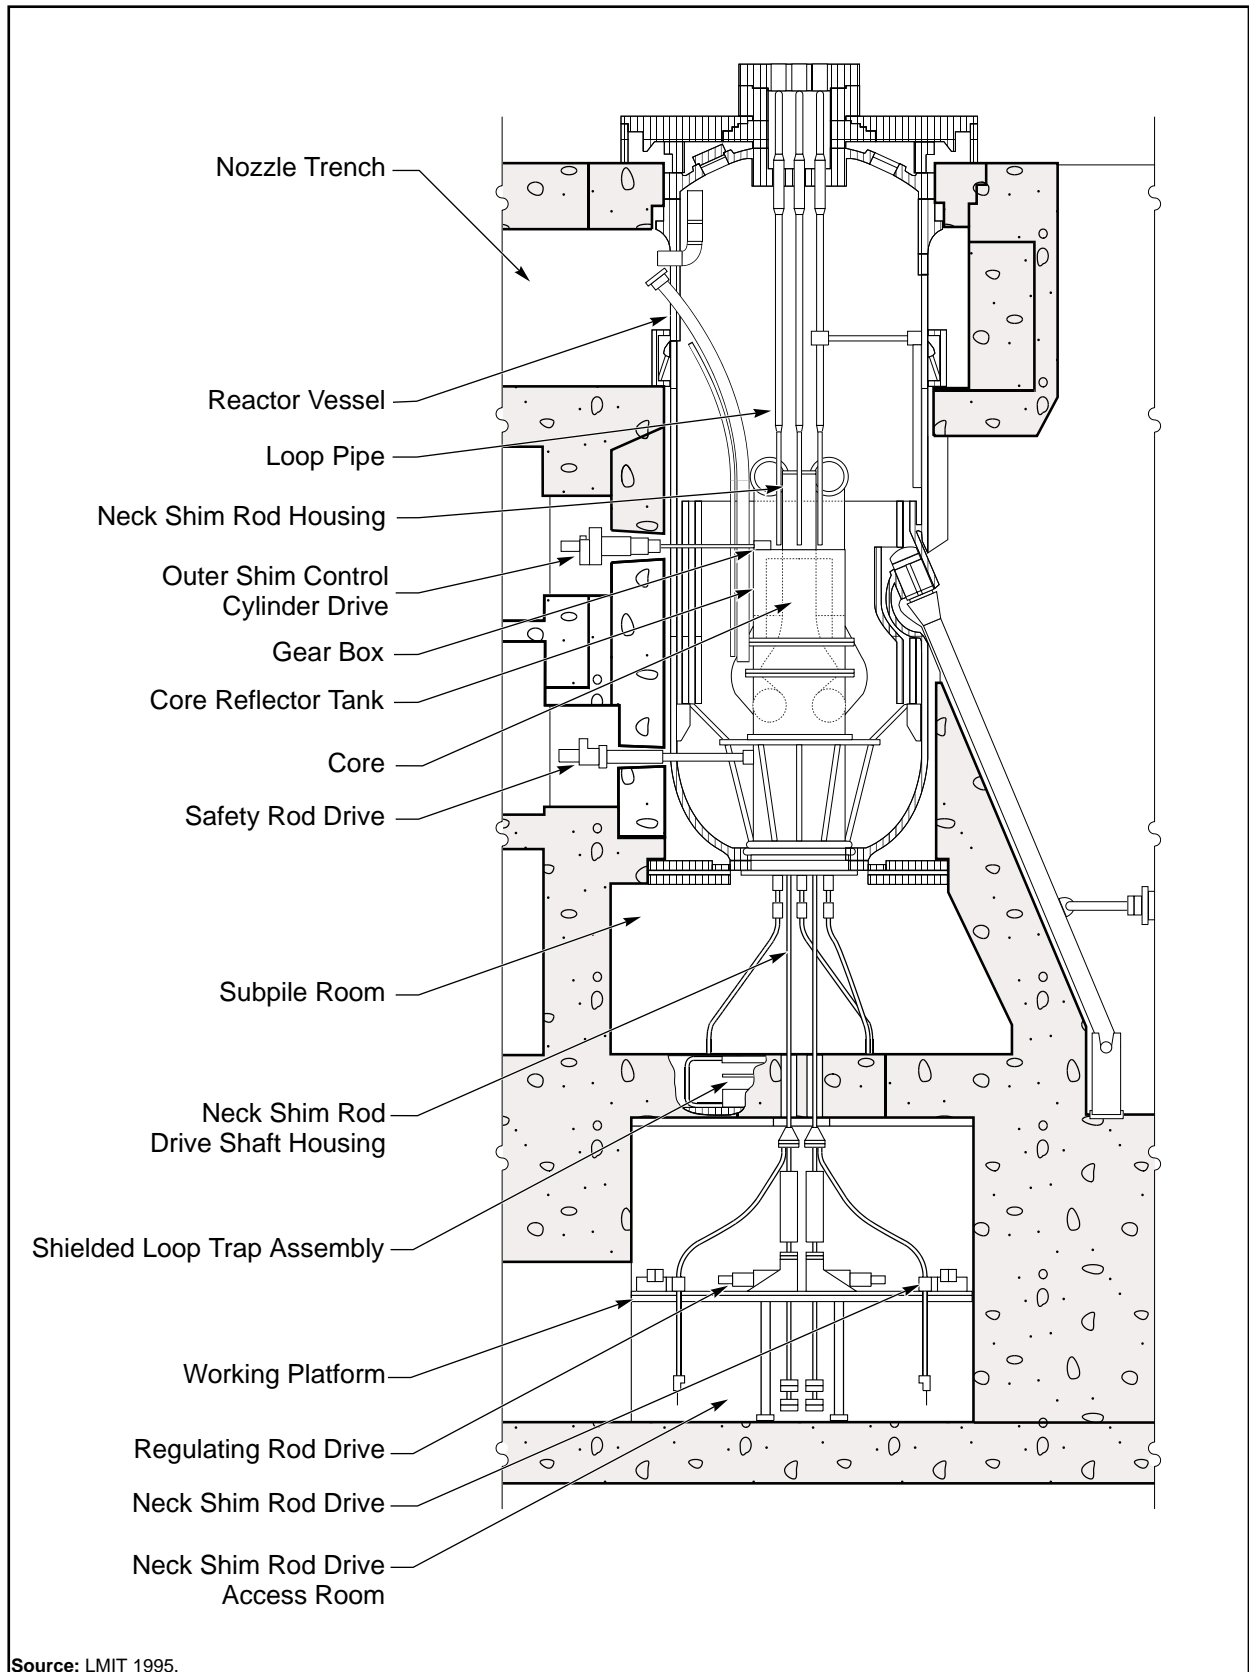 Nozzle Trench
Reactor Vessel
Loop Pipe
Neck Shim Rod Housing
Outer Shim Control
Cylinder Drive
Gear Box
Core Reflector Tank
Core
Safety Rod Drive
Subpile Room
Neck Shim Rod
Drive Shaft Housing
Shielded Loop Trap Assembly
Working Platform
Regulating Rod Drive
Neck Shim Rod Drive
Neck Shim Rod Drive
Access Room
Source: LMIT 1995.